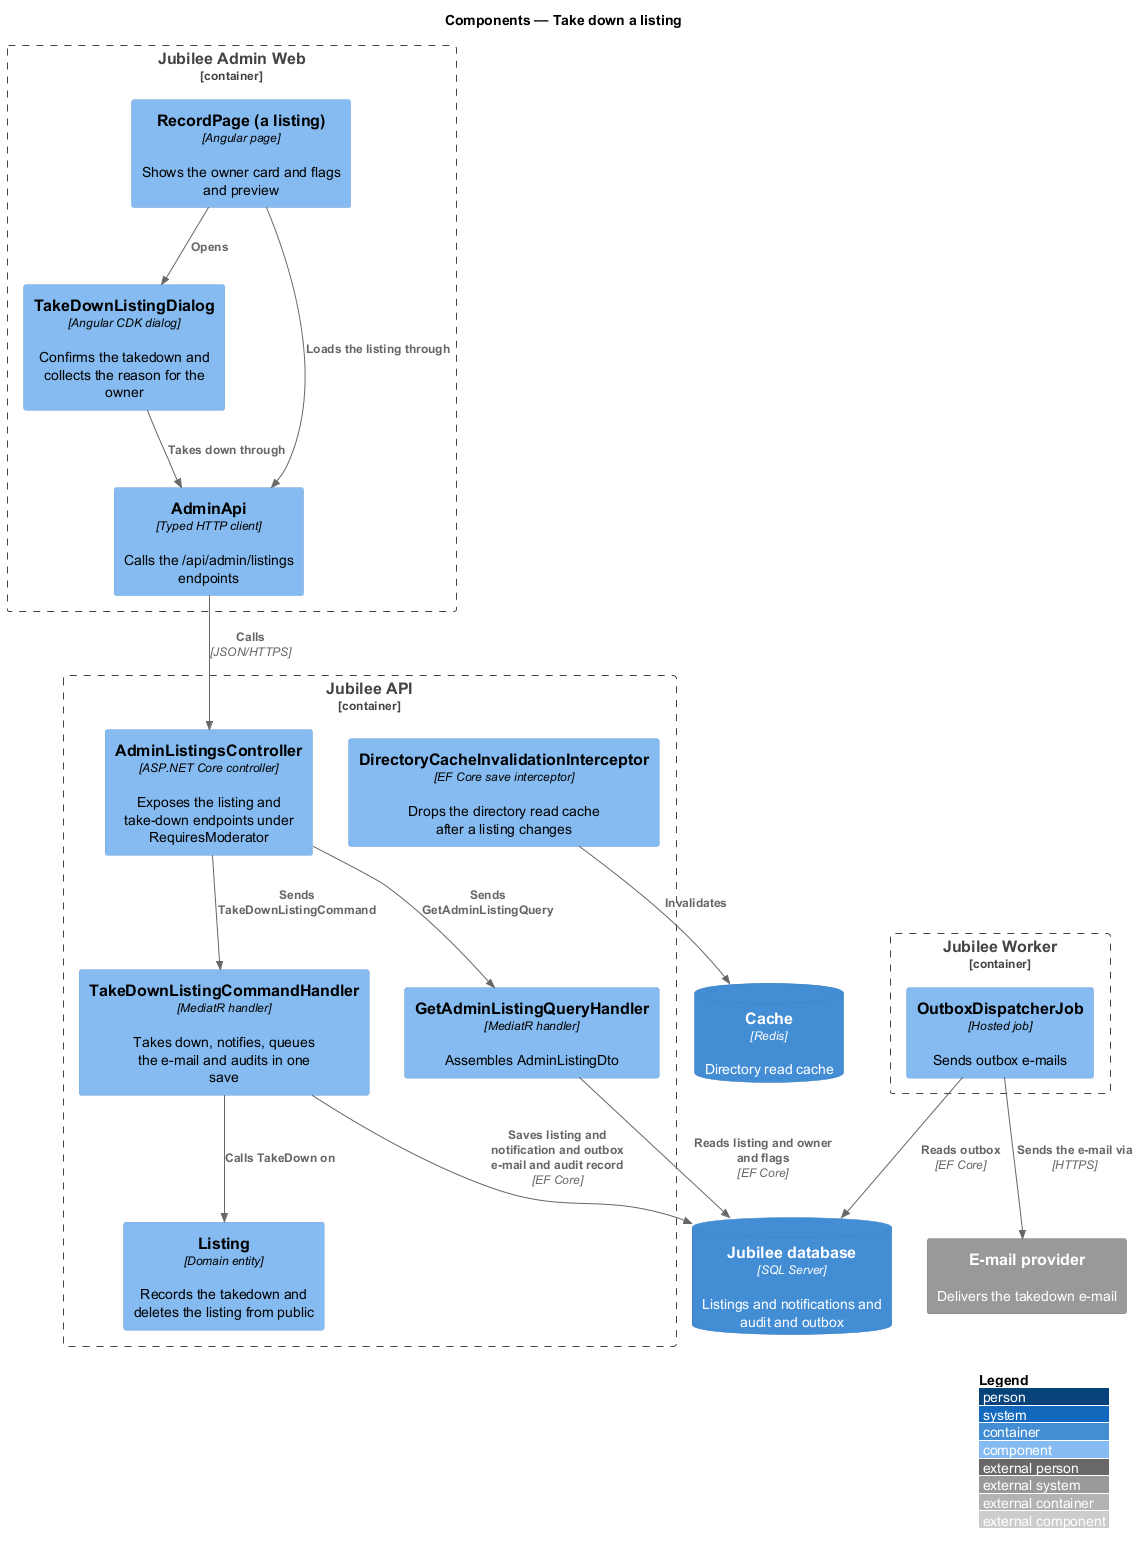 Components — Take down a listing
Jubilee Admin Web
[container]
RecordPage (a listing)
[Angular page]
Shows the owner card and flags
and preview
Opens
TakeDownListingDialog
[Angular CDK dialog]
Confirms the takedown and
collects the reason for the
owner
Loads the listing through
Takes down through
AdminApi
[Typed HTTP client]
Calls the /api/admin/listings
endpoints
Calls
[JSON/HTTPS]
Jubilee API
[container]
AdminListingsController
[ASP.NET Core controller]
Exposes the listing and
take-down endpoints under
RequiresModerator
DirectoryCacheInvalidationInterceptor
[EF Core save interceptor]
Drops the directory read cache
after a listing changes
Sends
TakeDownListingCommand
Sends
GetAdminListingQuery
Invalidates
TakeDownListingCommandHandler
[MediatR handler]
Takes down, notifies, queues
the e-mail and audits in one
save
GetAdminListingQueryHandler
[MediatR handler]
Assembles AdminListingDto
Cache
[Redis]
Directory read cache
Jubilee Worker
[container]
OutboxDispatcherJob
[Hosted job]
Sends outbox e-mails
Calls TakeDown on
Saves listing and
notification and outbox
e-mail and audit record
[EF Core]
Reads listing and owner
and flags
[EF Core]
Reads outbox
[EF Core]
Sends the e-mail via
[HTTPS]
Listing
[Domain entity]
Records the takedown and
deletes the listing from public
Jubilee database
[SQL Server]
Listings and notifications and
audit and outbox
E-mail provider
Delivers the takedown e-mail
Legend
person
system
container
component
external person
external system
external container
external component